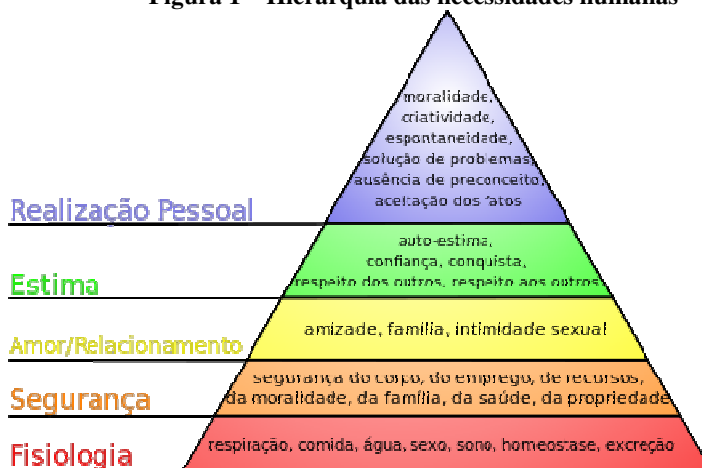 Figura 1 – Hierarquia das necessidades humanas
moralidade,
criatividade,
espontaneidade,
solução de problemas,
ausência de preconceito,
aceitação dos fatos
Realização Pessoal
auto-estima,
confiança, conquista,
respeito dos outros, respeito aos outros
Estima
amizade, família, intimidade sexual
Amor/Relacionamento
segurança do corpo, do emprego, de recursos,
da moralidade, da família, da saúde, da propriedade
Segurança
respiração, comida, água, sexo, sono, homeostase, excreção
Fisiologia